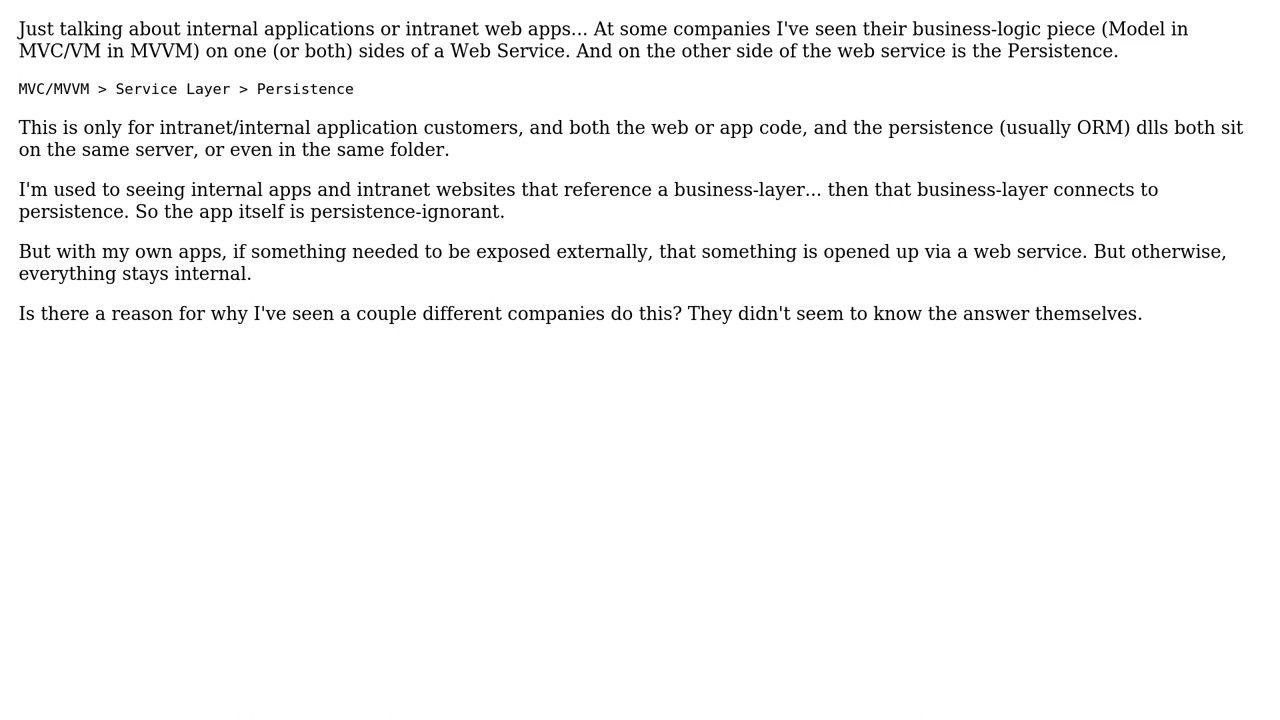 Just talking about internal applications or intranet web apps... At some companies I've seen their business-logic piece (Model in
MVC/VM in MVVM) on one (or both) sides of a Web Service. And on the other side of the web service is the Persistence.
MVC/MVVM > Service Layer > Persistence
This is only for intranet/internal application customers, and both the web or app code, and the persistence (usually ORM) dlls both sit
on the same server, or even in the same folder.
I'm used to seeing internal apps and intranet websites that reference a business-layer... then that business-layer connects to
persistence. So the app itself is persistence-ignorant.
But with my own apps, if something needed to be exposed externally, that something is opened up via a web service. But otherwise,
everything stays internal.
Is there a reason for why I've seen a couple different companies do this? They didn't seem to know the answer themselves.